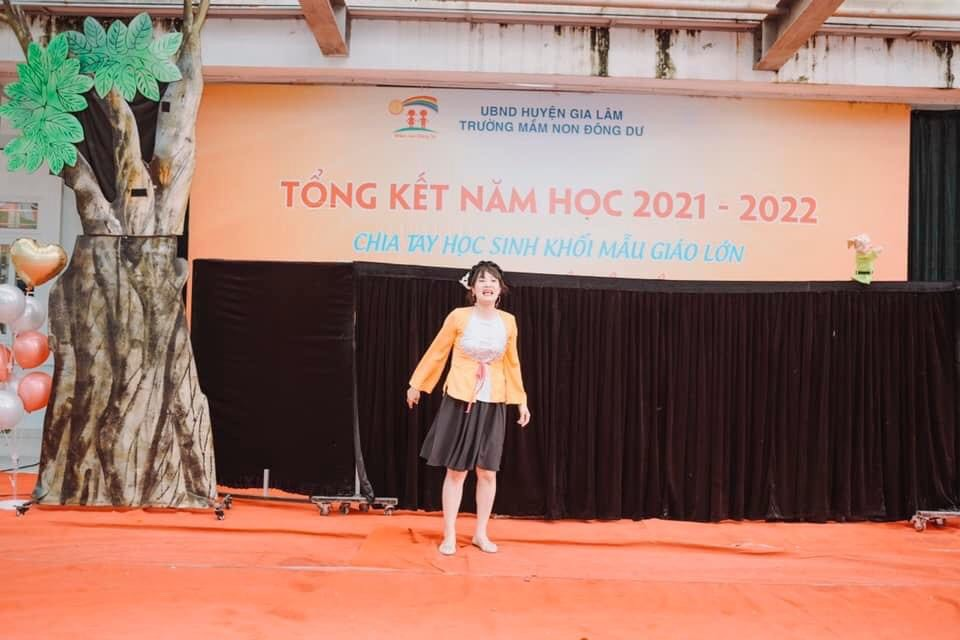 UBND HUYỆN GIA LÂM
TRƯỜNG MẦM NON ĐÔNG DƯ
TỔNG KẾT NĂM HỌC 2021 - 2022
CHIA TAY HỌC SINH KHỐI MẪU GIÁO LỚN